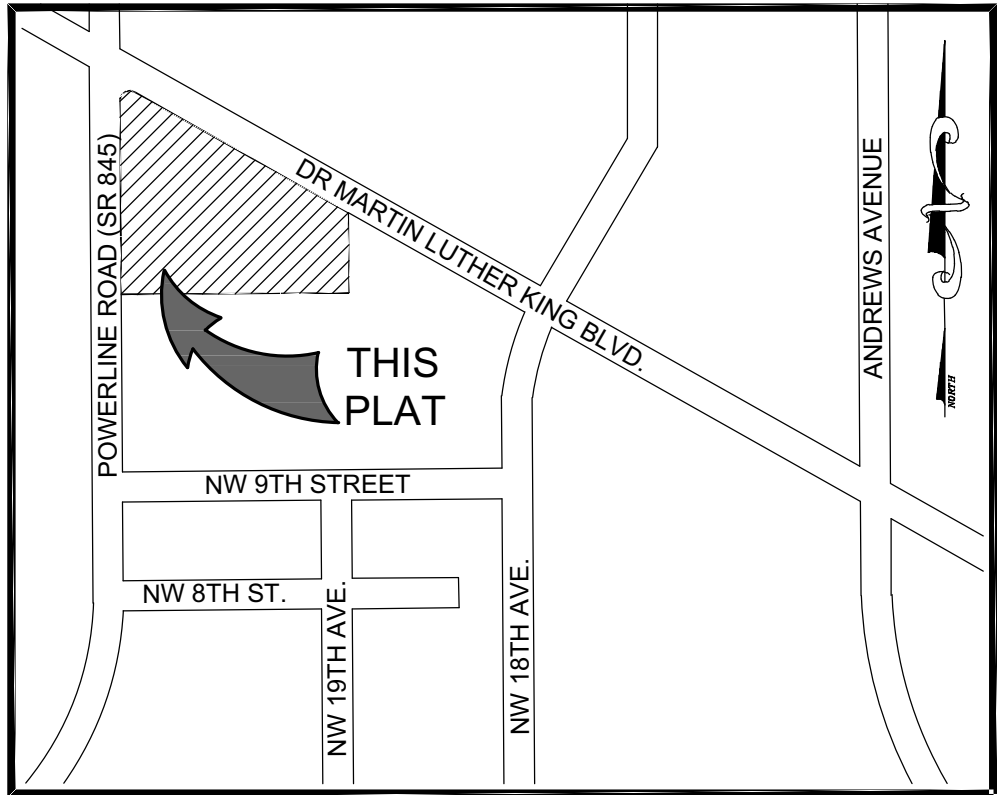 POWERLINE ROAD (SR 845)
DR MARTIN LUTHER KING BLVD.
ANDREWS AVENUE
NORTH
THIS
PLAT
NW 9TH STREET
NW 8TH ST.
NW 19TH AVE.
NW 18TH AVE.